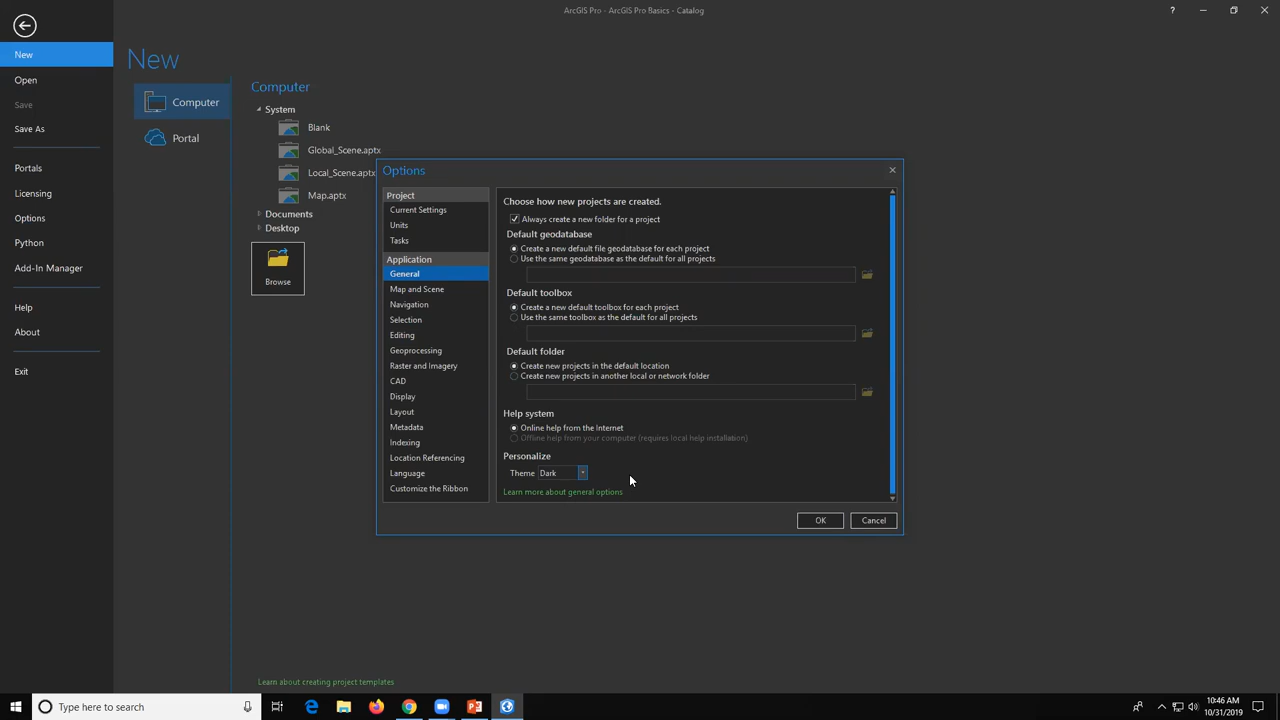 ArcGIS Pro - ArcGIS Pro Basics - Catalog
?
New
Open
Save
Save As
Portals
Licensing
Options
Python
Add-In Manager
Help
About
Exit
New
Computer
Portal
Computer
System
Blank
Global_Scene.aptx
Local_Scene.aptx
Map.aptx
Documents
Desktop
Browse
Learn about creating project templates
Options
Project
Current Settings
Units
Tasks
Application
General
Map and Scene
Navigation
Selection
Editing
Geoprocessing
Raster and Imagery
CAD
Display
Layout
Metadata
Indexing
Location Referencing
Language
Customize the Ribbon
Choose how new projects are created.
Always create a new folder for a project
Default geodatabase
Create a new default file geodatabase for each project
Use the same geodatabase as the default for all projects
Default toolbox
Create a new default toolbox for each project
Use the same toolbox as the default for all projects
Default folder
Create new projects in the default location
Create new projects in another local or network folder
Help system
Online help from the Internet
Offline help from your computer (requires local help installation)
Personalize
Theme Dark
Learn more about general options
OK
Cancel
Type here to search
10:46 AM
10/31/2019